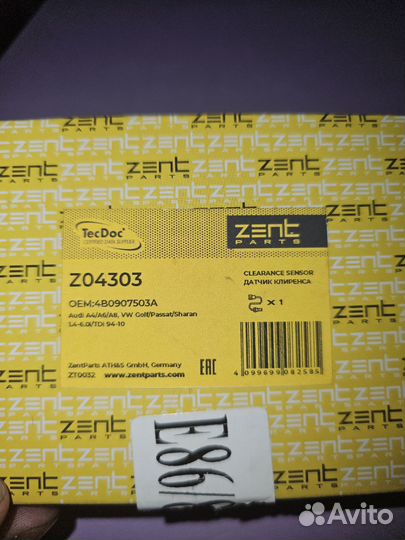 TecDoc
CERTIFIED DATA SUPPLIER
zent
PARTS
Z04303
CLEARANCE SENSOR
ДАТЧИК КЛИРЕНСА
OEM:4B0907503A
X 1
Audi A4/A6/A8, VW Golf/Passat/Sharan
1.4-6.0i/TDi 94-10
ZentParts ATH&S GmbH, Germany
ZT0032 www.zentparts.com
EAC
4 099699 082585
E86/
Avito